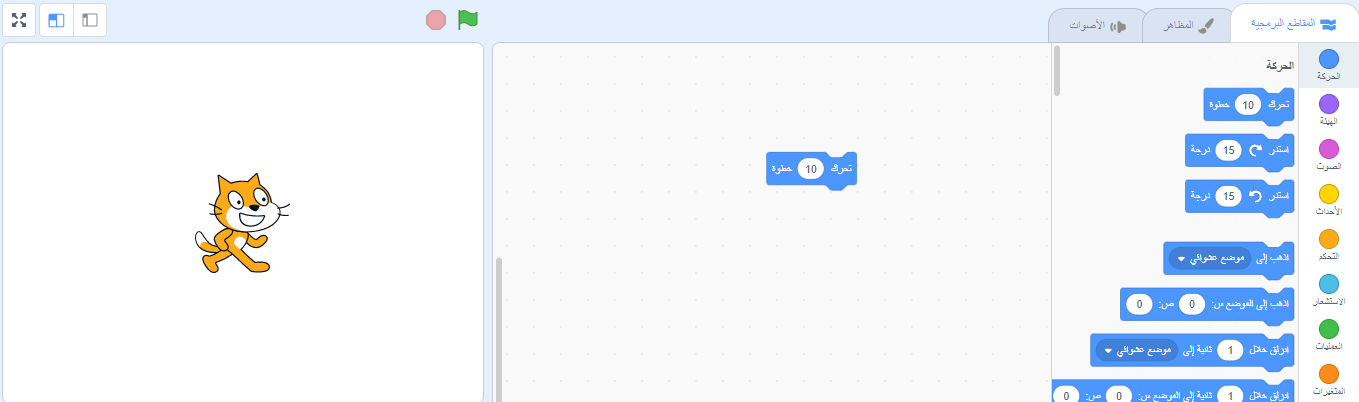 المقاطع البرمجية
المظاهر
الأصوات
الحركة
الهيئة
الصوت
الأحداث
التحكم
الاستشعار
العمليات
المتغيرات
الحركة
تحرك 10 خطوة
استدر 15 درجة
استدر 15 درجة
اذهب إلى موضع عشوائي
اذهب إلى الموضع س: 0 ص: 0
انزلق خلال 1 ثانية إلى موضع عشوائي
انزلق خلال 1 ثانية إلى الموضع س: 0 ص: 0
تحرك 10 خطوة